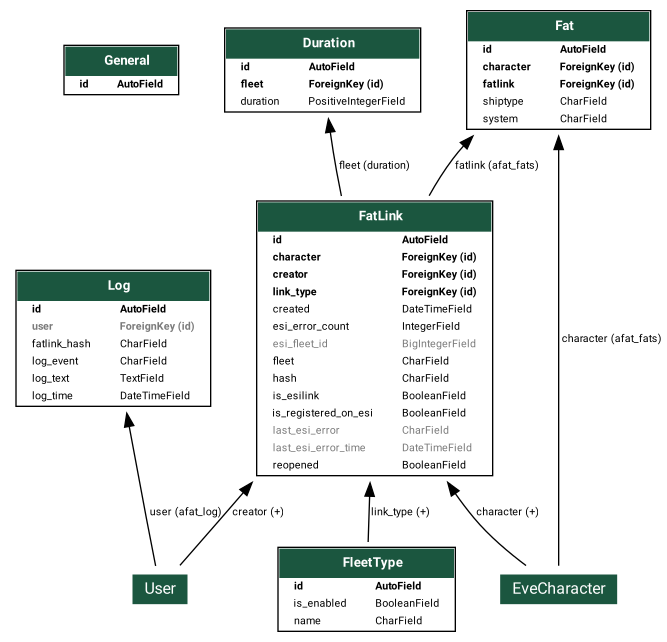 General
id AutoField
Duration
id AutoField
fleet ForeignKey (id)
duration PositiveIntegerField
Fat
id AutoField
character ForeignKey (id)
fatlink ForeignKey (id)
shiptype CharField
system CharField
fleet (duration)
fatlink (afat_fats)
FatLink
id AutoField
character ForeignKey (id)
creator ForeignKey (id)
link_type ForeignKey (id)
created DateTimeField
esi_error_count IntegerField
esi_fleet_id BigIntegerField
fleet CharField
hash CharField
is_esilink BooleanField
is_registered_on_esi BooleanField
last_esi_error CharField
last_esi_error_time DateTimeField
reopened BooleanField
Log
id AutoField
user ForeignKey (id)
fatlink_hash CharField
log_event CharField
log_text TextField
log_time DateTimeField
character (afat_fats)
user (afat_log)
creator (+)
link_type (+)
character (+)
User
FleetType
id AutoField
is_enabled BooleanField
name CharField
EveCharacter